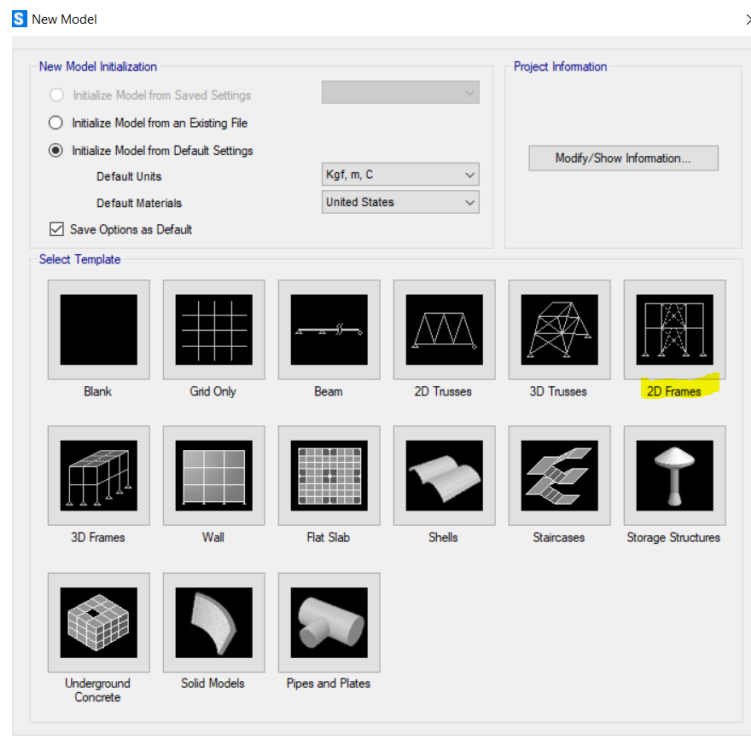 S New Model
New Model Initialization
Project Information
Initialize Model from Saved Settings
Initialize Model from an Existing File
Initialize Model from Default Settings
Modify/Show Information...
Default Units
Kgf, m, C
Default Materials
United States
Save Options as Default
Select Template
Blank
Grid Only
Beam
2D Trusses
3D Trusses
2D Frames
3D Frames
Wall
Flat Slab
Shells
Staircases
Storage Structures
Underground
Concrete
Solid Models
Pipes and Plates